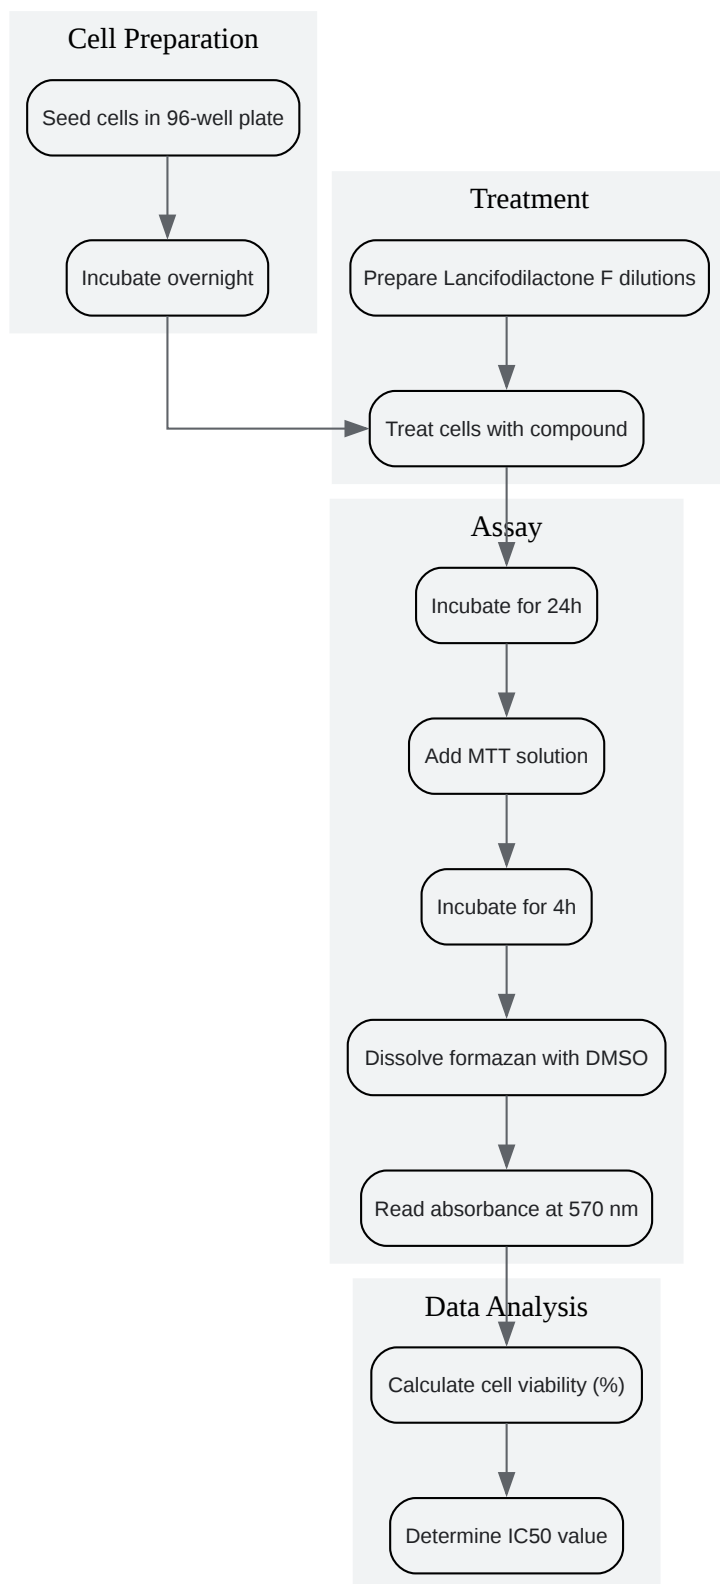 Cell Preparation
Seed cells in 96-well plate
Incubate overnight
Treatment
Prepare Lancifodilactone F dilutions
Treat cells with compound
Assay
Incubate for 24h
Add MTT solution
Incubate for 4h
Dissolve formazan with DMSO
Read absorbance at 570 nm
Data Analysis
Calculate cell viability (%)
Determine IC50 value